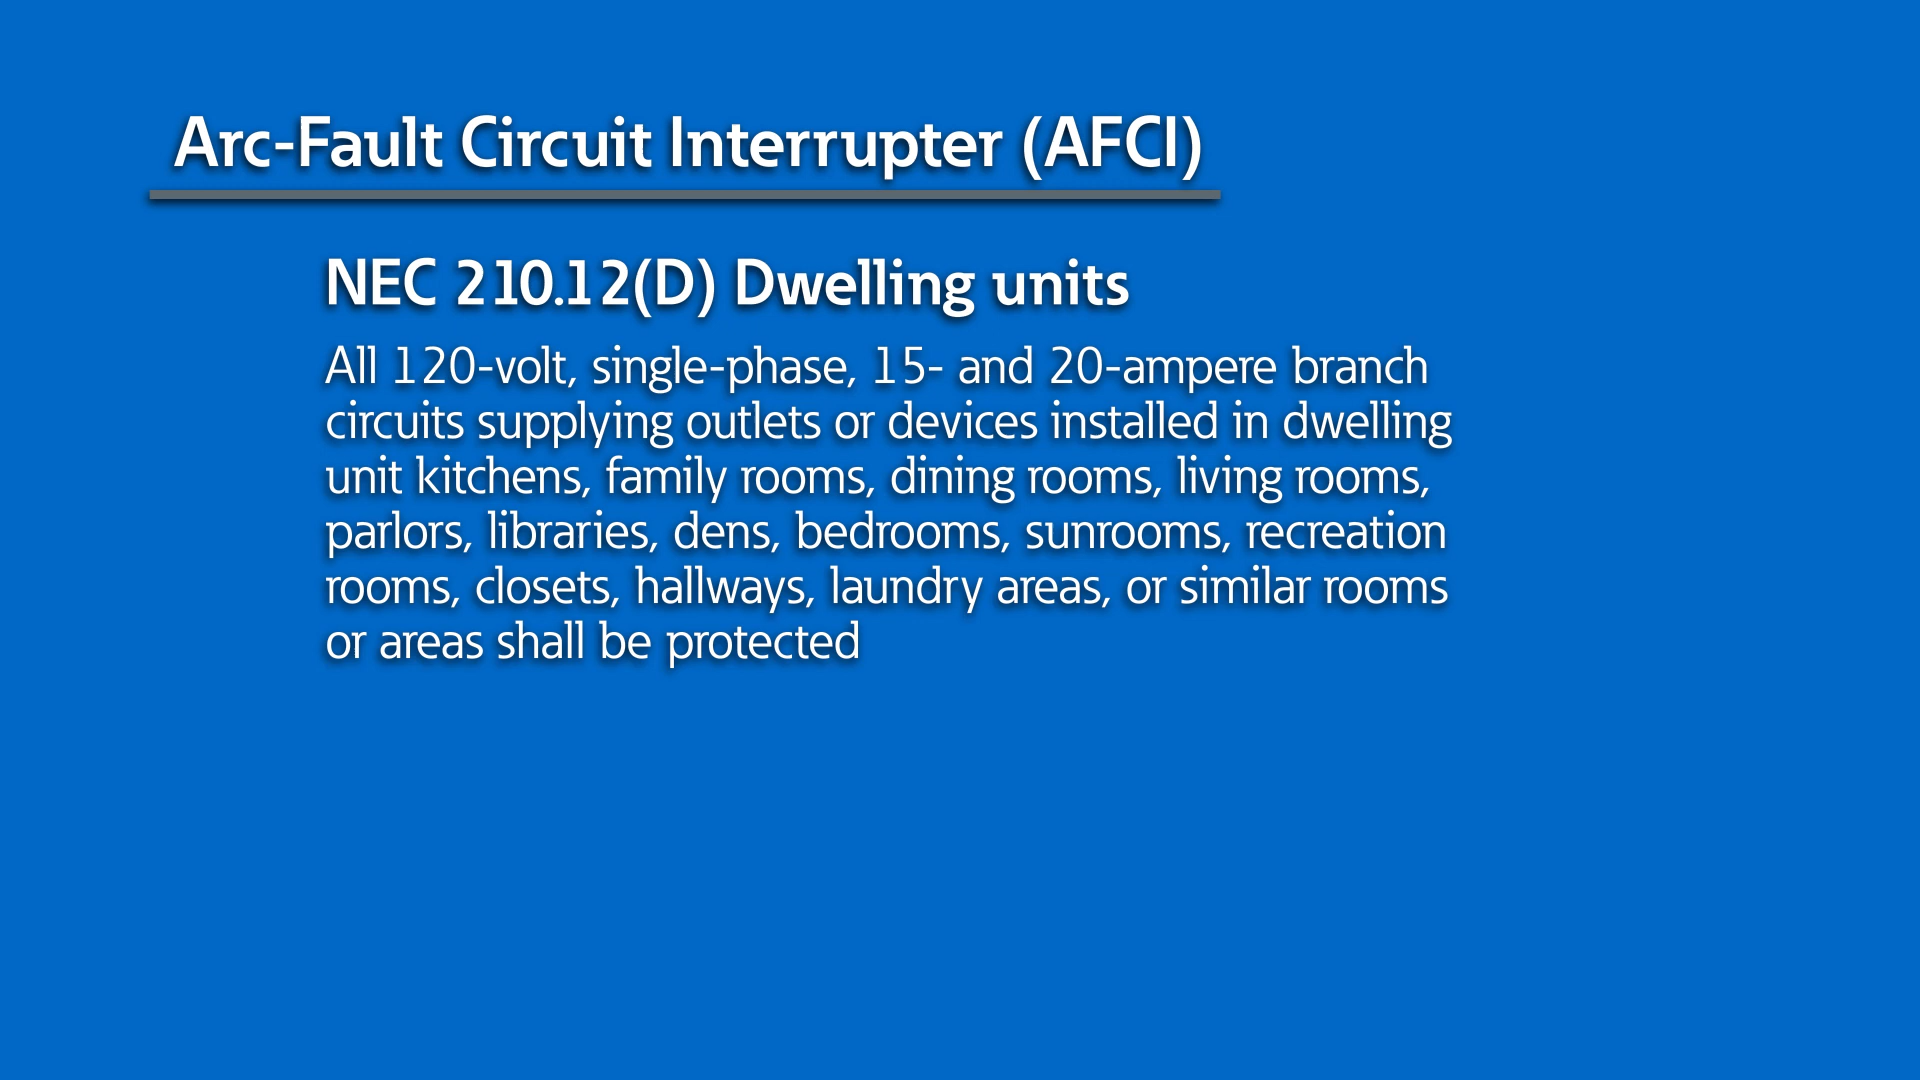 Arc-Fault Circuit Interrupter (AFCI)
NEC 210.12(D) Dwelling units
All 120-volt, single-phase, 15- and 20-ampere branch
circuits supplying outlets or devices installed in dwelling
unit kitchens, family rooms, dining rooms, living rooms,
parlors, libraries, dens, bedrooms, sunrooms, recreation
rooms, closets, hallways, laundry areas, or similar rooms
or areas shall be protected